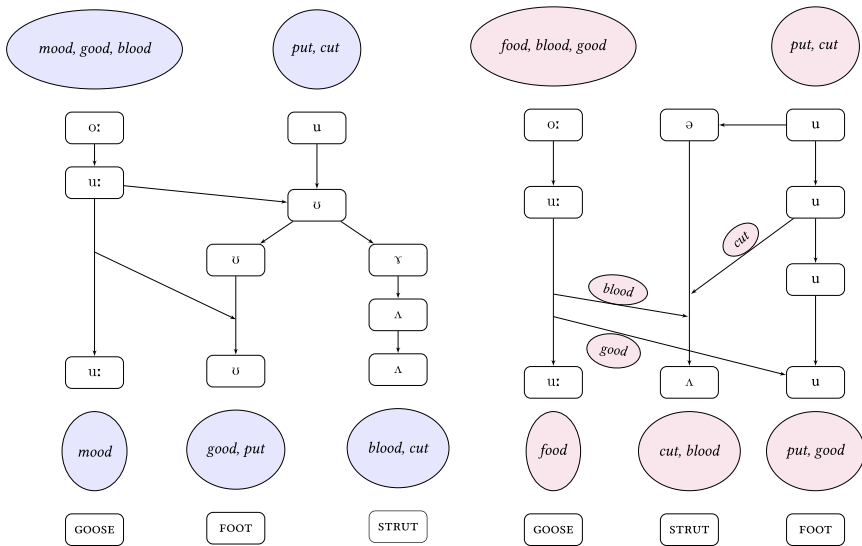 mood, good, blood
put, cut
food, blood, good
put, cut
oː
u
oː
ə
u
uː
ʊ
uː
u
ʊ
ɤ
cut
u
blood
ʌ
good
uː
ʊ
ʌ
uː
ʌ
u
mood
good, put
blood, cut
food
cut, blood
put, good
GOOSE
FOOT
STRUT
GOOSE
STRUT
FOOT